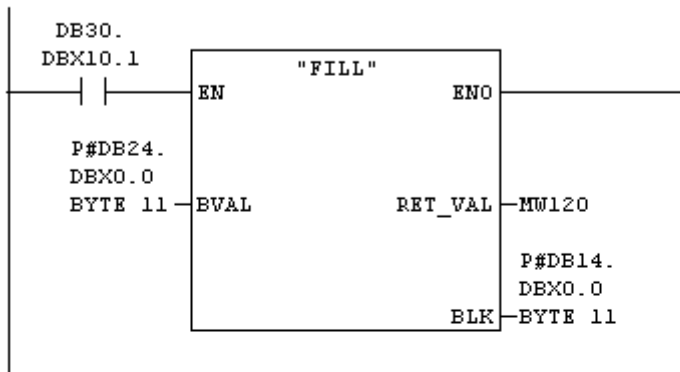 DB30.
DBX10.1
"FILL"
EN
ENO
P#DB24.
DBX0.0
BYTE 11
BVAL
RET_VAL
MW120
P#DB14.
DBX0.0
BLK
BYTE 11